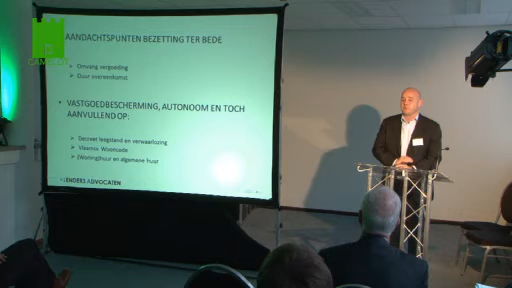 CAMELOT
AANDACHTSPUNTEN BEZETTING TER BEDE
Omvang vergoeding
Duur overeenkomst
VASTGOEDBESCHERMING, AUTONOOM EN TOCH
AANVULLEND OP:
Decreet leegstand en verwaarlozing
Vlaamse Wooncode
(Woning)huur en algemene huur
LENDERS ADVOCATEN